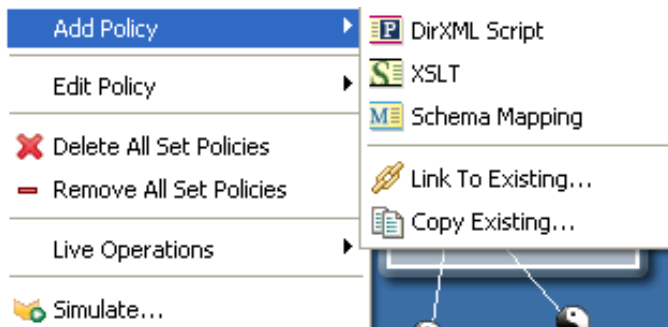 Add Policy
Edit Policy
Delete All Set Policies
Remove All Set Policies
Live Operations
Simulate...
P DirXML Script
S XSLT
M Schema Mapping
Link To Existing...
Copy Existing...